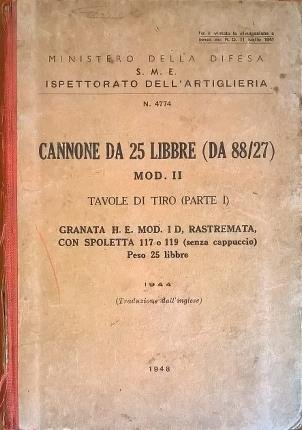 MINISTERO DELLA DIFESA
S. M. E.
ISPETTORATO DELL'ARTIGLIERIA
N. 4774
CANNONE DA 25 LIBBRE (DA 88/27)
MOD. II
TAVOLE DI TIRO (PARTE I)
GRANATA H. E. MOD. I D, RASTREMATA,
CON SPOLETTA 117 o 119 (senza cappuccio)
Peso 25 libbre
1944
(Traduzione dall'inglese)
1948